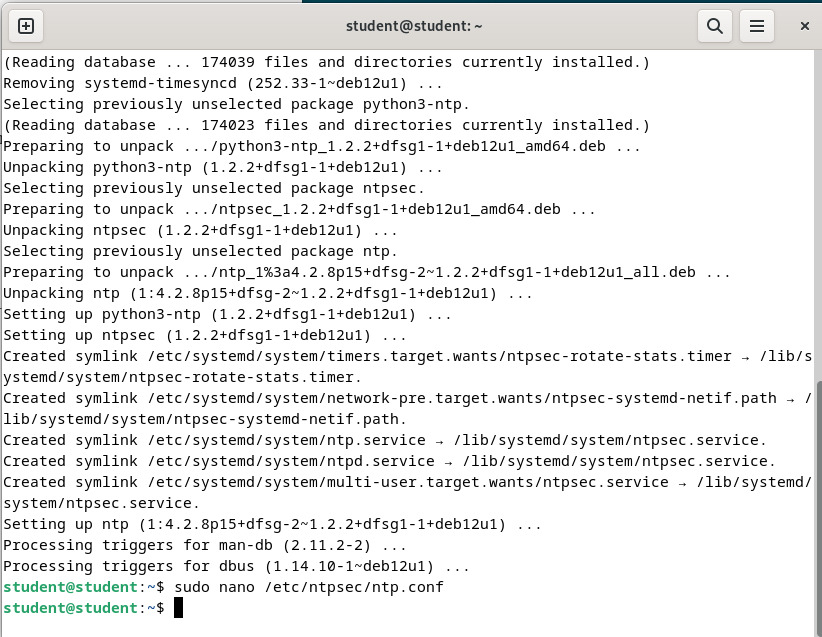 student@student: ~
(Reading database ... 174039 files and directories currently installed.)
Removing systemd-timesyncd (252.33-1~deb12u1) ...
Selecting previously unselected package python3-ntp.
(Reading database ... 174023 files and directories currently installed.)
Preparing to unpack .../python3-ntp_1.2.2+dfsg1-1+deb12u1_amd64.deb ...
Unpacking python3-ntp (1.2.2+dfsg1-1+deb12u1) ...
Selecting previously unselected package ntpsec.
Preparing to unpack .../ntpsec_1.2.2+dfsg1-1+deb12u1_amd64.deb ...
Unpacking ntpsec (1.2.2+dfsg1-1+deb12u1) ...
Selecting previously unselected package ntp.
Preparing to unpack .../ntp_1%3a4.2.8p15+dfsg-2~1.2.2+dfsg1-1+deb12u1_all.deb ...
Unpacking ntp (1:4.2.8p15+dfsg-2~1.2.2+dfsg1-1+deb12u1) ...
Setting up python3-ntp (1.2.2+dfsg1-1+deb12u1) ...
Setting up ntpsec (1.2.2+dfsg1-1+deb12u1) ...
Created symlink /etc/systemd/system/timers.target.wants/ntpsec-rotate-stats.timer → /lib/s
ystemd/system/ntpsec-rotate-stats.timer.
Created symlink /etc/systemd/system/network-pre.target.wants/ntpsec-systemd-netif.path → /
lib/systemd/system/ntpsec-systemd-netif.path.
Created symlink /etc/systemd/system/ntp.service → /lib/systemd/system/ntpsec.service.
Created symlink /etc/systemd/system/ntpd.service → /lib/systemd/system/ntpsec.service.
Created symlink /etc/systemd/system/multi-user.target.wants/ntpsec.service → /lib/systemd/
system/ntpsec.service.
Setting up ntp (1:4.2.8p15+dfsg-2~1.2.2+dfsg1-1+deb12u1) ...
Processing triggers for man-db (2.11.2-2) ...
Processing triggers for dbus (1.14.10-1~deb12u1) ...
student@student:~$ sudo nano /etc/ntpsec/ntp.conf
student@student:~$